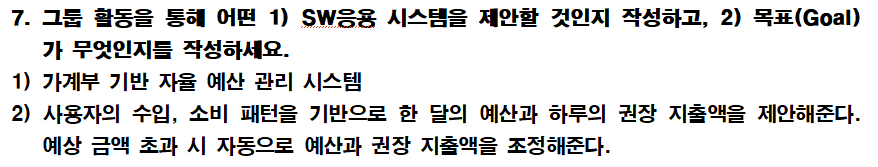 7. 그룹 활동을 통해 어떤 1) SW응용 시스템을 제안할 것인지 작성하고, 2) 목표(Goal)
가 무엇인지를 작성하세요.
1) 가계부 기반 자율 예산 관리 시스템
2) 사용자의 수입, 소비 패턴을 기반으로 한 달의 예산과 하루의 권장 지출액을 제안해준다.
예상 금액 초과 시 자동으로 예산과 권장 지출액을 조정해준다.